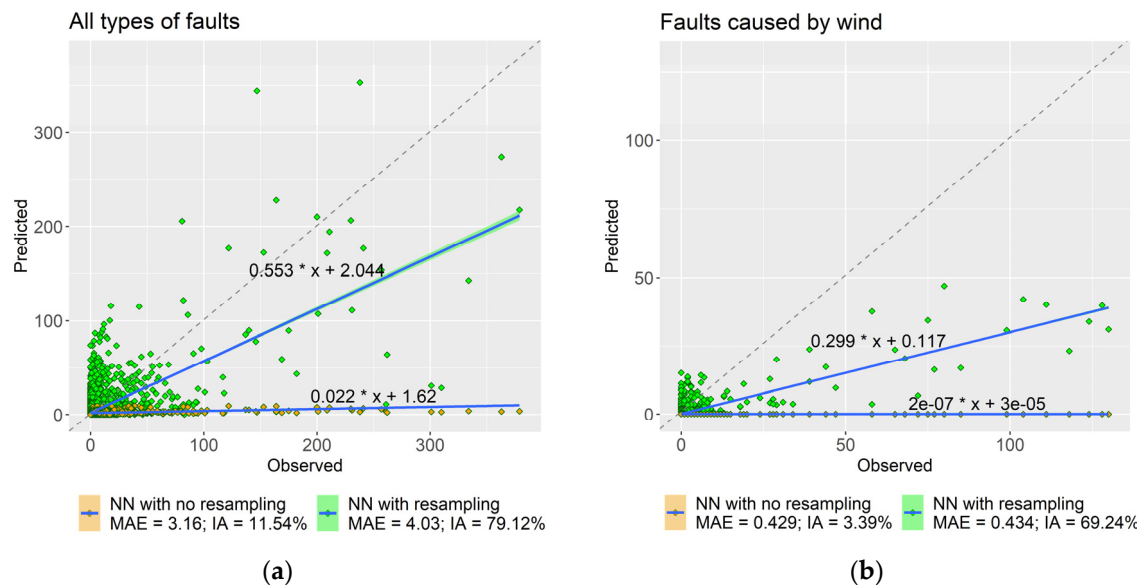 All types of faults
Predicted
300
200
100
0
0.553 * x + 2.044
0.022 * x + 1.62
0 100 200 300
Observed
NN with no resampling
MAE = 3.16; IA = 11.54%
NN with resampling
MAE = 4.03; IA = 79.12%
(a)
Faults caused by wind
Predicted
100
50
0
0.299 * x + 0.117
2e-07 * x + 3e-05
0 50 100
Observed
NN with no resampling
MAE = 0.429; IA = 3.39%
NN with resampling
MAE = 0.434; IA = 69.24%
(b)